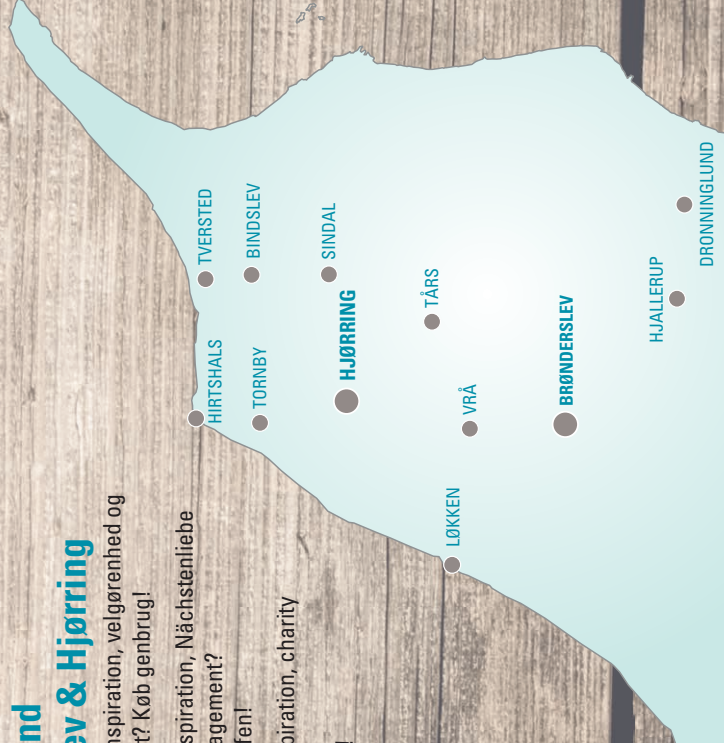 nd
ev & Hjørring
nspiration, velgørenhed og
t? Køb genbrug!
spiration, Nächstenliebe
agement?
fen!
piration, charity
!
HIRTSHALS
TVERSTED
TORNBY
BINDSLEV
SINDAL
HJØRRING
TÅRS
LØKKEN
VRÅ
BRØNDERSLEV
HJALLERUP
DRONNINGLUND